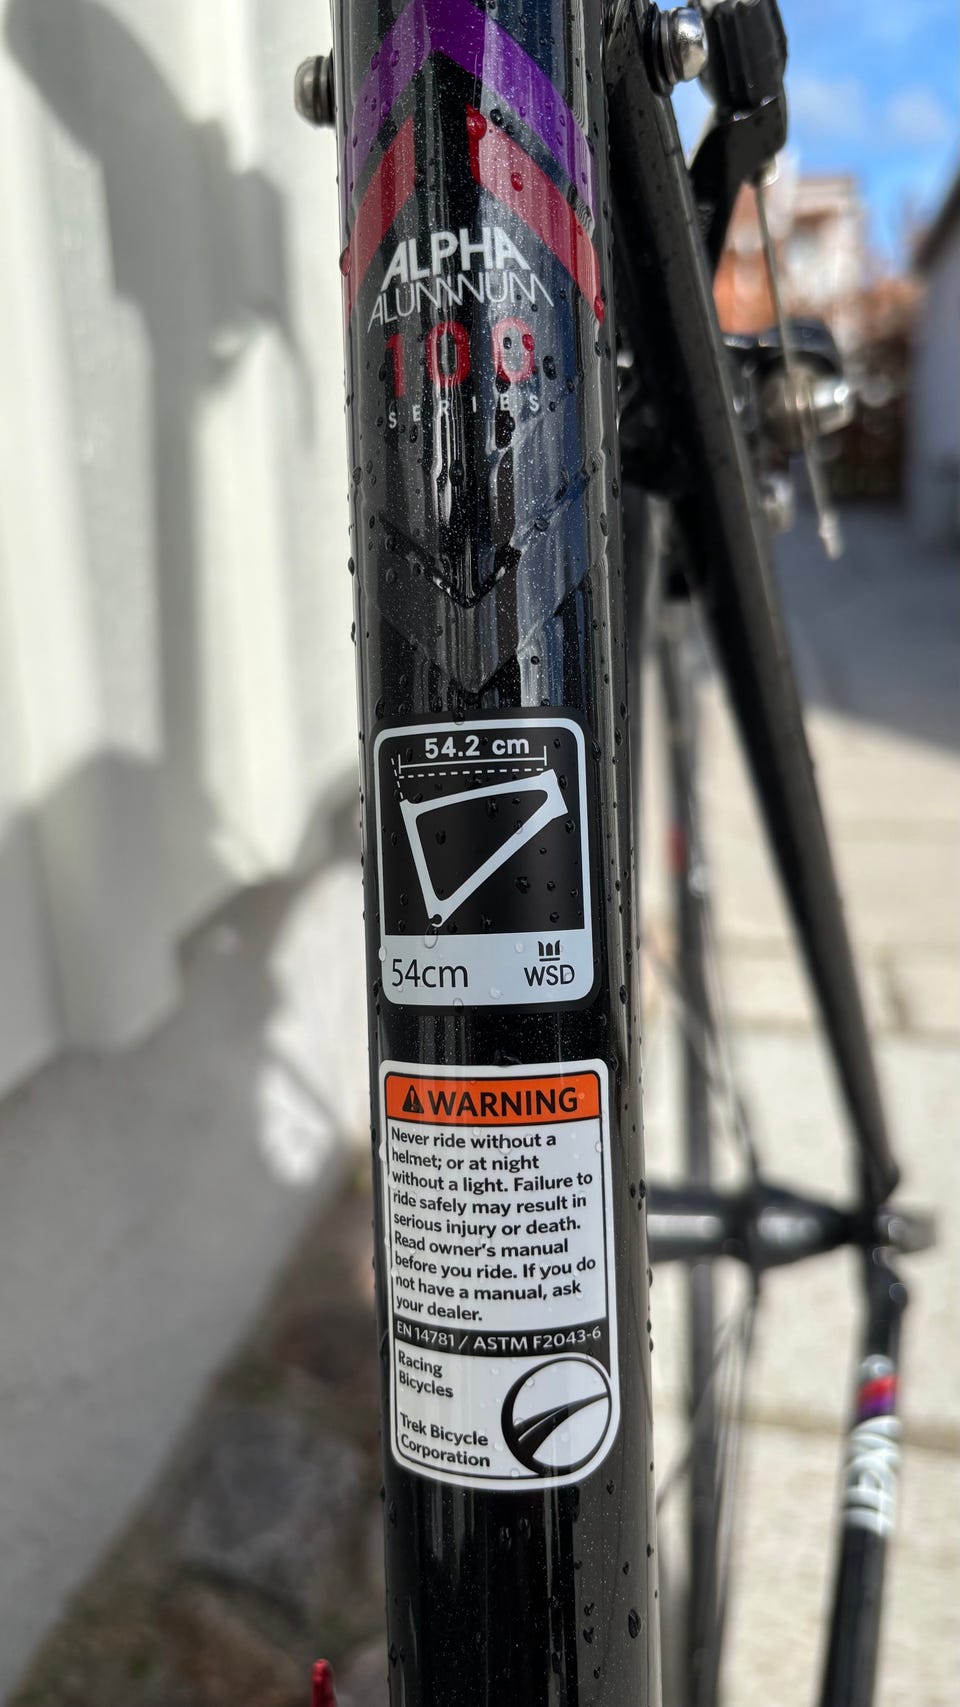 ALPHA
ALUMINUM
100
SERIES
54.2 cm
54cm
WSD
WARNING
Never ride without a
helmet; or at night
without a light. Failure to
ride safely may result in
serious injury or death.
Read owner's manual
before you ride. If you do
not have a manual, ask
your dealer.
EN 14781 / ASTM F2043-6
Racing
Bicycles
Trek Bicycle
Corporation